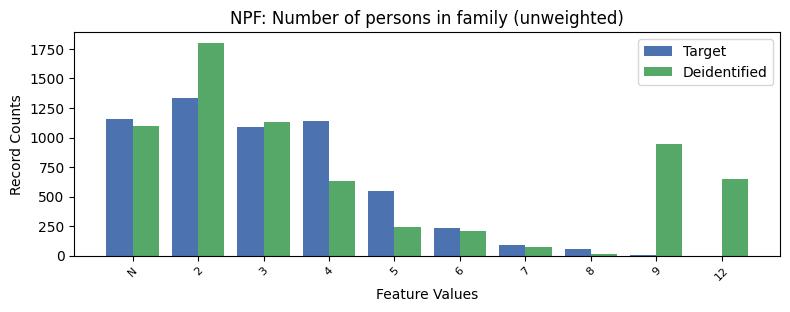 NPF: Number of persons in family (unweighted)
Target
Deidentified
Record Counts
1750
1500
1250
1000
750
500
250
0
N
2
3
4
5
6
7
8
9
12
Feature Values